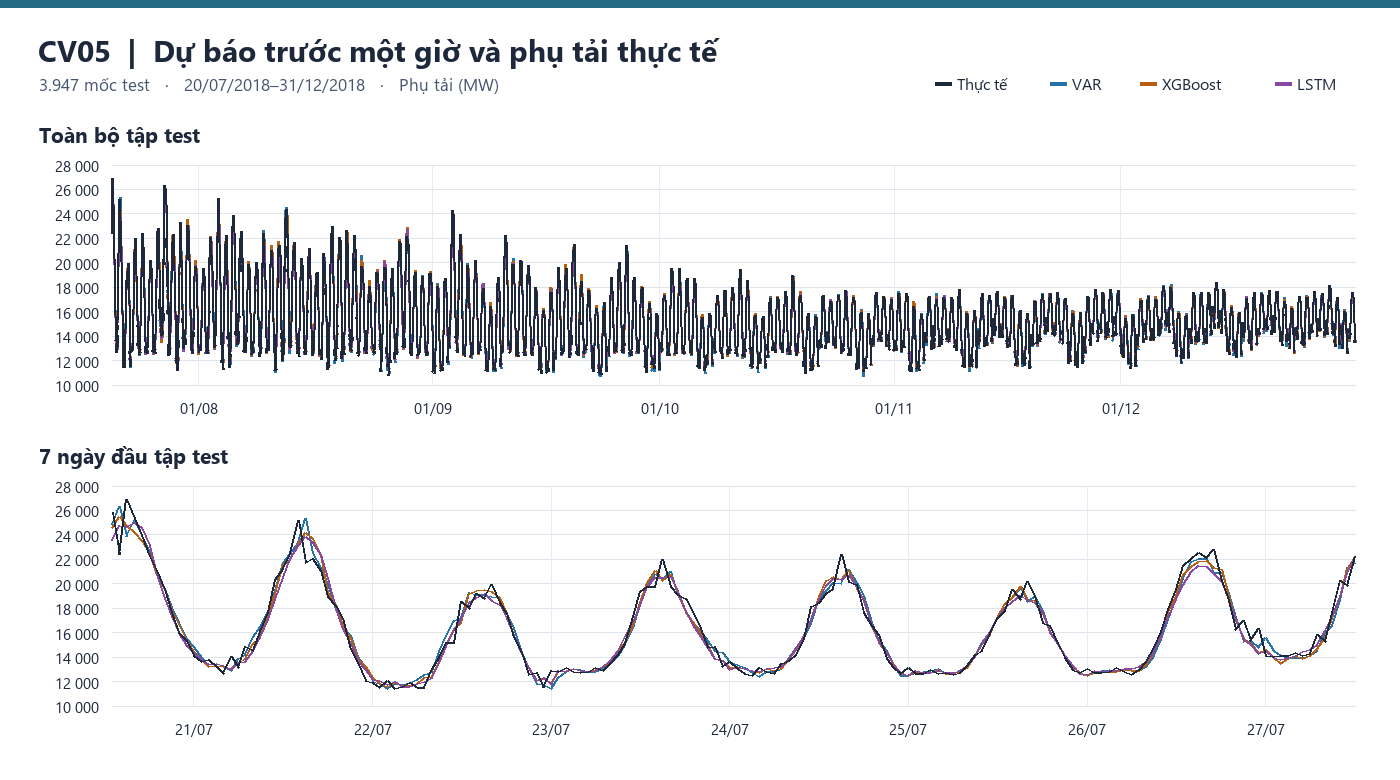 CV05 | Dự báo trước một giờ và phụ tải thực tế
3.947 mốc test · 20/07/2018–31/12/2018 · Phụ tải (MW)
Thực tế VAR XGBoost LSTM
Toàn bộ tập test
28 000
26 000
24 000
22 000
20 000
18 000
16 000
14 000
12 000
10 000
01/08 01/09 01/10 01/11 01/12
7 ngày đầu tập test
28 000
26 000
24 000
22 000
20 000
18 000
16 000
14 000
12 000
10 000
21/07 22/07 23/07 24/07 25/07 26/07 27/07